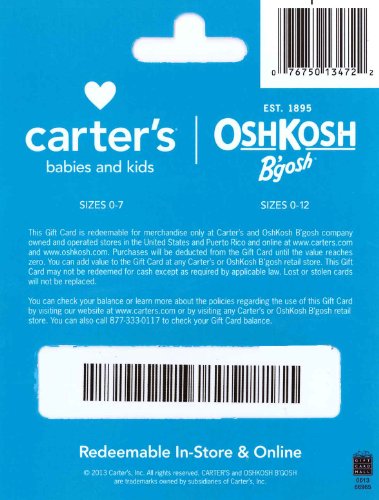 0 76750 13472 2
carter's
babies and kids
SIZES 0-7
EST. 1895
OSHKOSH
B'gosh
SIZES 0-12
This Gift Card is redeemable for merchandise only at Carter's and OshKosh B'gosh company
owned and operated stores in the United States and Puerto Rico and online at www.carters.com
and www.oshkosh.com. Purchases will be deducted from the Gift Card until the value reaches
zero. You can add value to the Gift Card at any Carter's or OshKosh B'gosh retail store. This Gift
Card may not be redeemed for cash except as required by applicable law. Lost or stolen cards
will not be replaced.
You can check your balance or learn more about the policies regarding the use of this Gift Card
by visiting our website at www.carters.com or by visiting any Carter's or OshKosh B'gosh retail
store. You can also call 877-333-0117 to check your Gift Card balance.
Redeemable In-Store & Online
© 2013 Carter's, Inc. All rights reserved. CARTER'S and OSHKOSH B'GOSH
are trademarks owned by subsidiaries of Carter's, Inc.
GIFT
CARD
MALL
0013